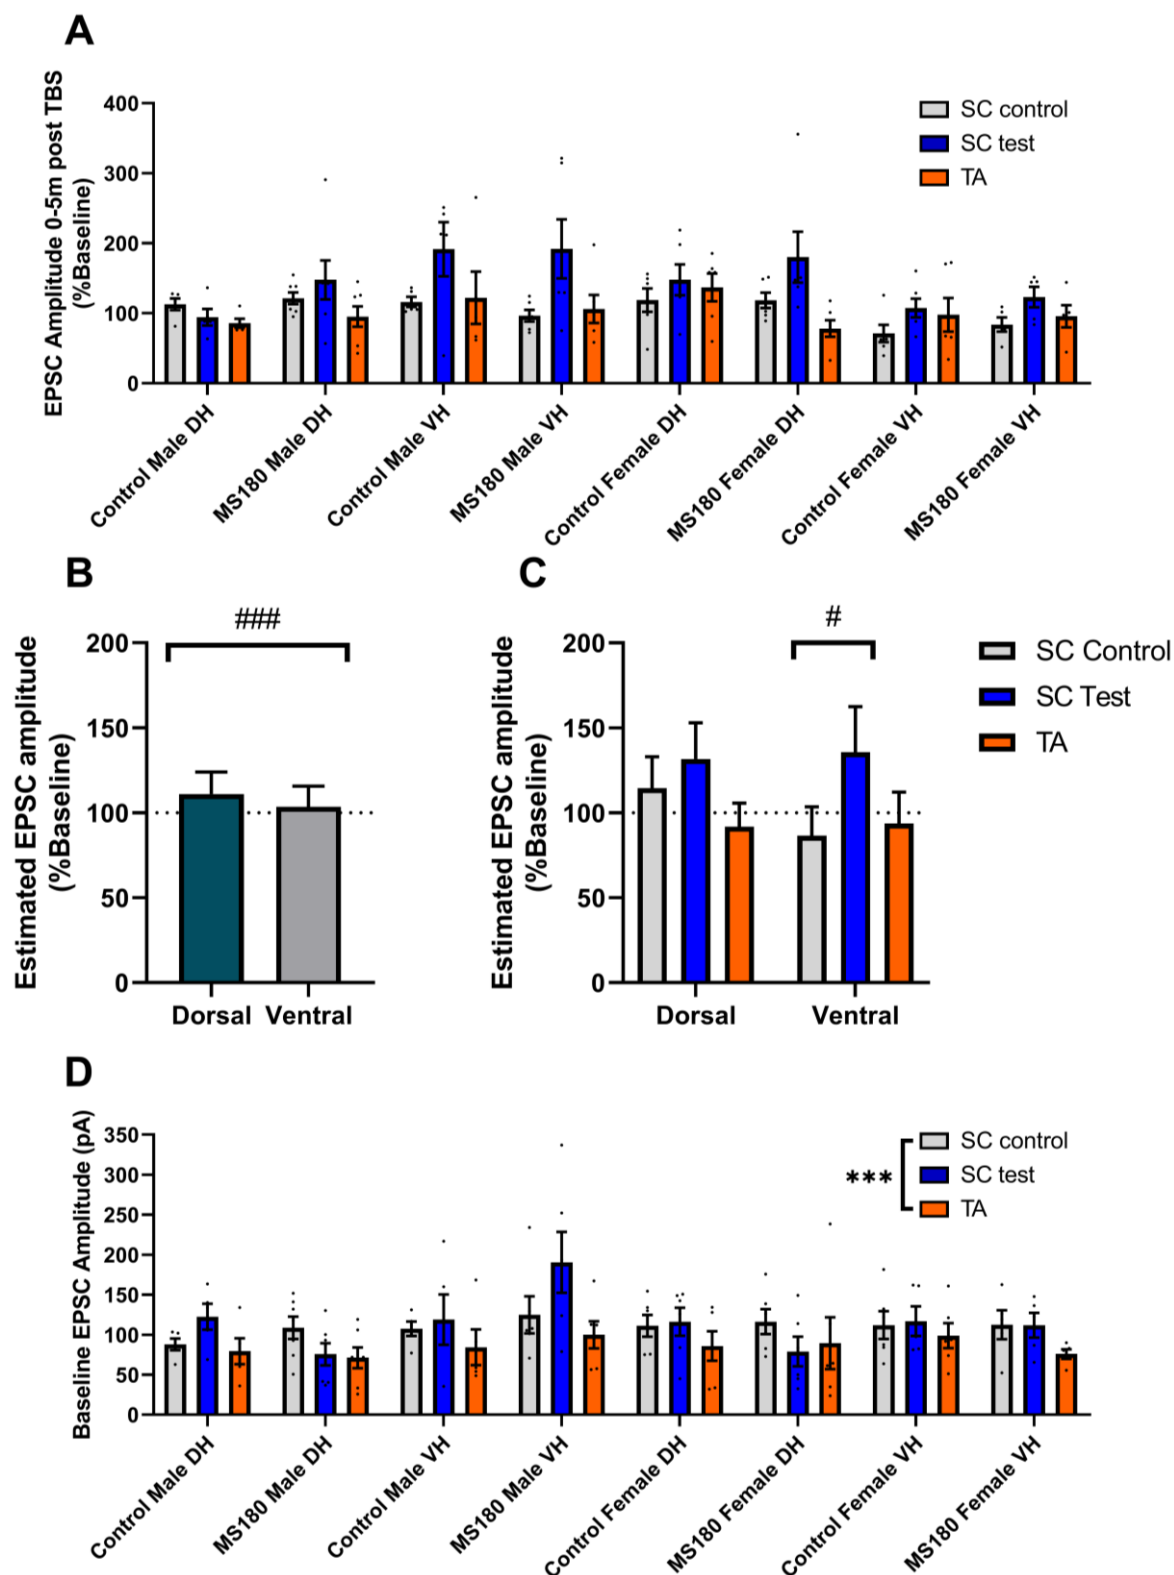 A
EPSC Amplitude 0-5m post TBS
(%Baseline)
400
300
200
100
0
SC control
SC test
TA
Control Male DH
MS180 Male DH
Control Male VH
MS180 Male VH
Control Female DH
MS180 Female DH
Control Female VH
MS180 Female VH
B
Estimated EPSC amplitude
(%Baseline)
200
150
100
50
0
###
Dorsal Ventral
C
Estimated EPSC amplitude
(%Baseline)
200
150
100
50
0
#
Dorsal Ventral
SC Control
SC Test
TA
D
Baseline EPSC Amplitude (pA)
350
300
250
200
150
100
50
0
***
SC control
SC test
TA
Control Male DH
MS180 Male DH
Control Male VH
MS180 Male VH
Control Female DH
MS180 Female DH
Control Female VH
MS180 Female VH